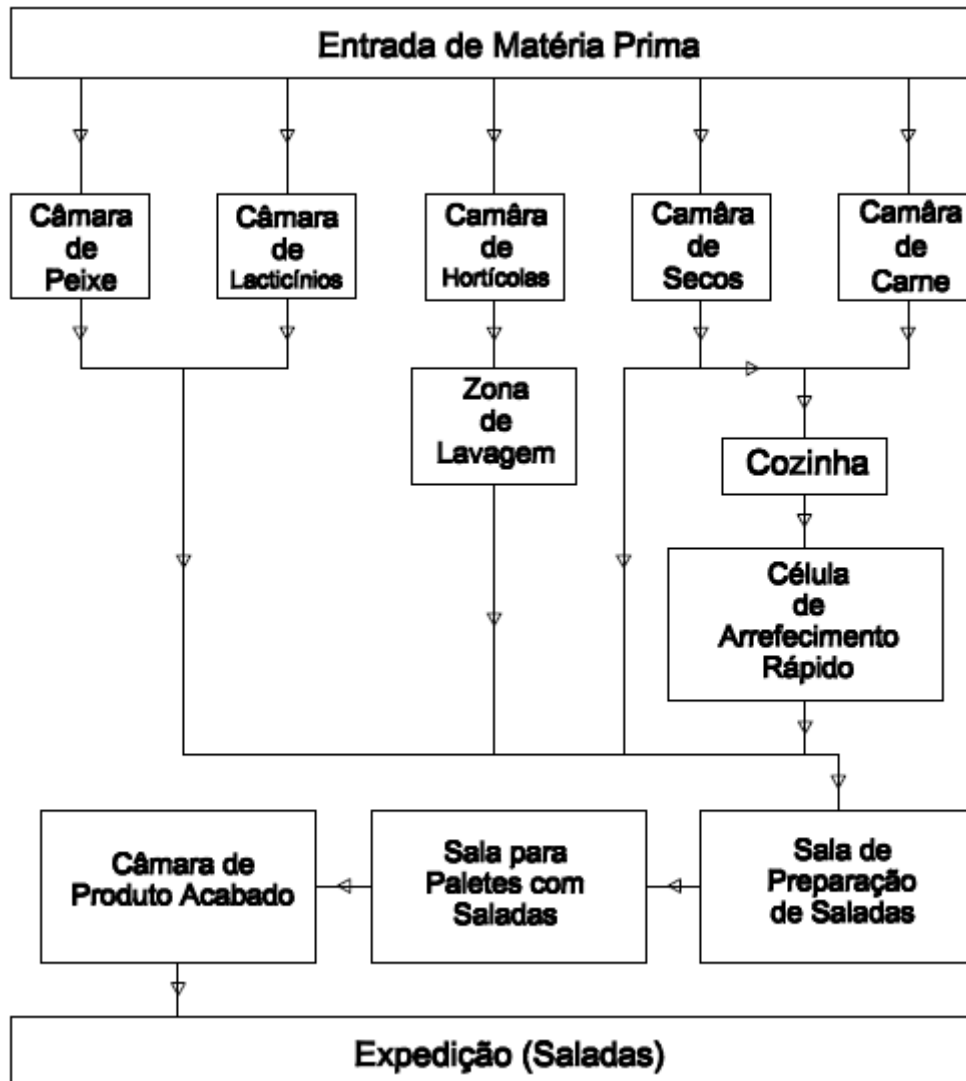 Entrada de Matéria Prima
Câmara
de
Peixe
Câmara
de
Lacticínios
Camâra
de
Hortícolas
Camâra
de
Secos
Camâra
de
Carne
Zona
de
Lavagem
Cozinha
Célula
de
Arrefecimento
Rápido
Câmara de
Produto Acabado
Sala para
Paletes com
Saladas
Sala de
Preparação
de Saladas
Expedição (Saladas)